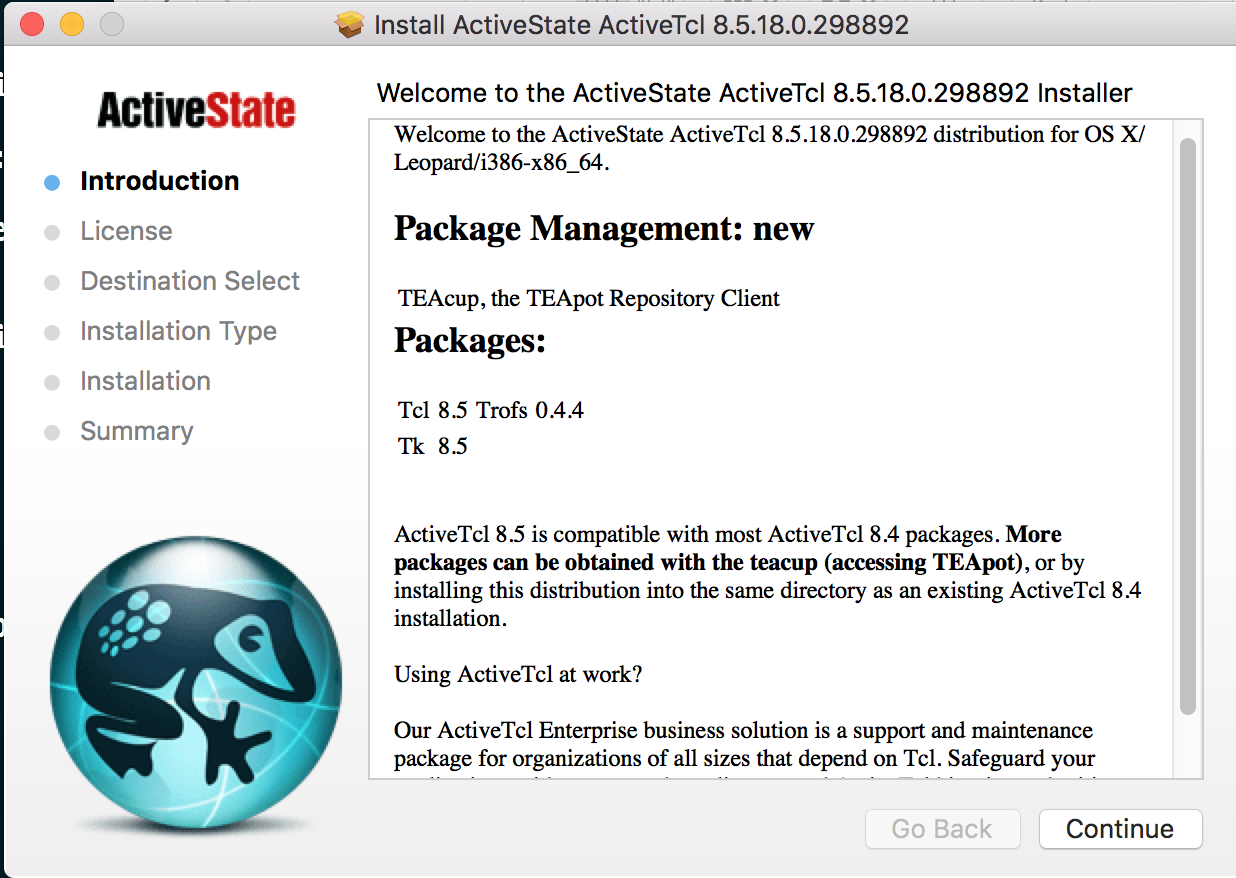 Install ActiveState ActiveTcl 8.5.18.0.298892
ActiveState
Introduction
License
Destination Select
Installation Type
Installation
Summary
Welcome to the ActiveState ActiveTcl 8.5.18.0.298892 Installer
Welcome to the ActiveState ActiveTcl 8.5.18.0.298892 distribution for OS X/
Leopard/i386-x86_64.
Package Management: new
TEAcup, the TEApot Repository Client
Packages:
Tcl 8.5 Trofs 0.4.4
Tk 8.5
ActiveTcl 8.5 is compatible with most ActiveTcl 8.4 packages. More
packages can be obtained with the teacup (accessing TEApot), or by
installing this distribution into the same directory as an existing ActiveTcl 8.4
installation.
Using ActiveTcl at work?
Our ActiveTcl Enterprise business solution is a support and maintenance
package for organizations of all sizes that depend on Tcl. Safeguard your
Go Back
Continue